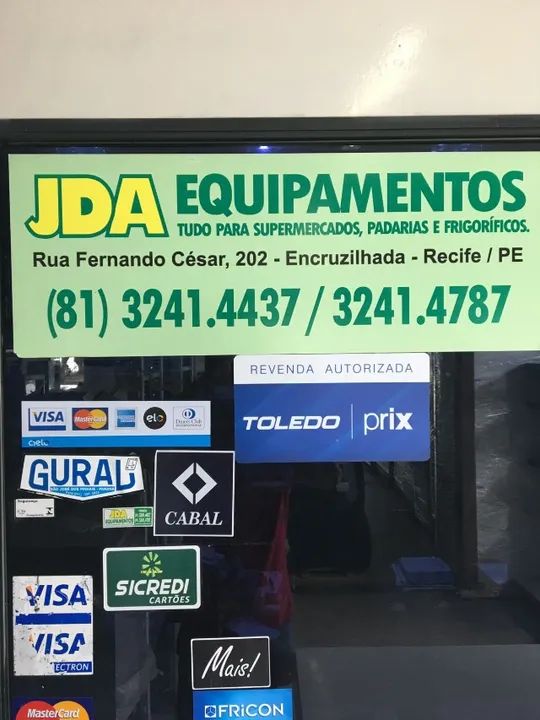 JDA EQUIPAMENTOS
TUDO PARA SUPERMERCADOS, PADARIAS E FRIGORÍFICOS.
Rua Fernando César, 202 - Encruzilhada - Recife / PE
(81) 3241.4437 / 3241.4787
REVENDA AUTORIZADA
TOLEDO prix
VISA MasterCard elo Diners Club
cielo
GURAL
CABAL
JDA
EQUIPAMENTOS
SICREDI
CARTÕES
VISA
VISA
ECTRON
Mais!
MasterCard
FRiCON